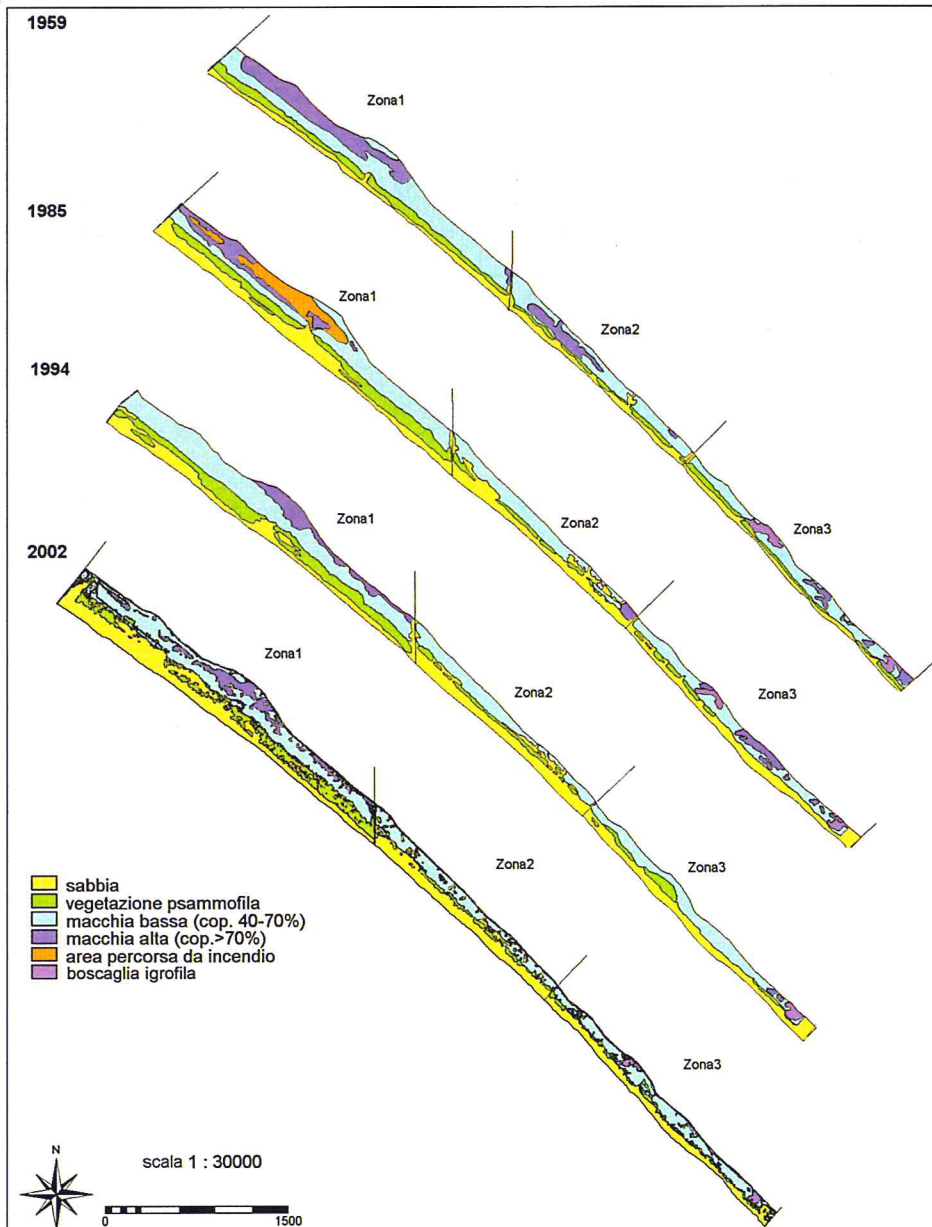 1959
Zona1
1985
Zona1
Zona2
1994
Zona1
Zona2
Zona3
2002
Zona1
Zona2
Zona3
Zona2
Zona3
sabbia
vegetazione psammofila
macchia bassa (cop. 40-70%)
macchia alta (cop.>70%)
area percorsa da incendio
boscaglia igrofila
N
scala 1 : 30000
0 1500